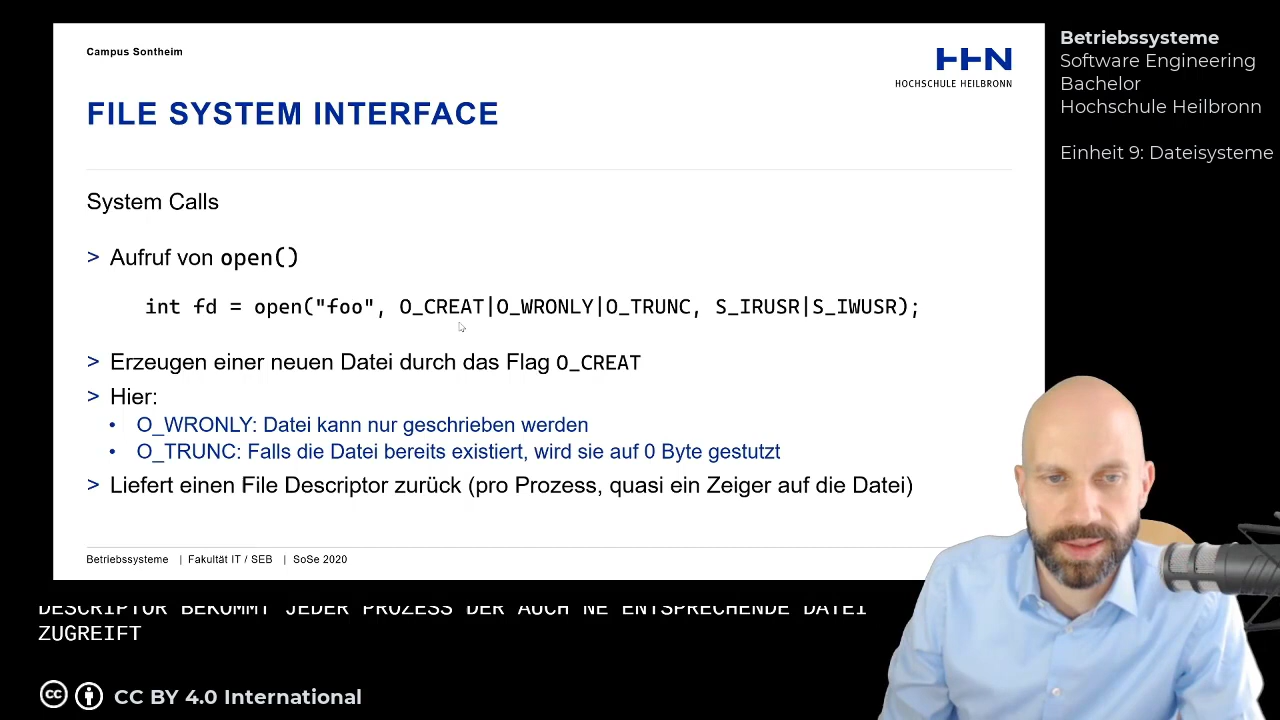 Campus Sontheim
HHN
HOCHSCHULE HEILBRONN
FILE SYSTEM INTERFACE
System Calls
> Aufruf von open()
int fd = open("foo", O_CREAT|O_WRONLY|O_TRUNC, S_IRUSR|S_IWUSR);
> Erzeugen einer neuen Datei durch das Flag O_CREAT
> Hier:
• O_WRONLY: Datei kann nur geschrieben werden
• O_TRUNC: Falls die Datei bereits existiert, wird sie auf 0 Byte gestutzt
> Liefert einen File Descriptor zurück (pro Prozess, quasi ein Zeiger auf die Datei)
Betriebssysteme | Fakultät IT / SEB | SoSe 2020
Betriebssysteme
Software Engineering
Bachelor
Hochschule Heilbronn
Einheit 9: Dateisysteme
DESCRIPTOR BEKOMMT JEDER PROZESS DER AUCH NE ENTSPRECHENDE DATEI
ZUGREIFT
cc CC BY 4.0 International